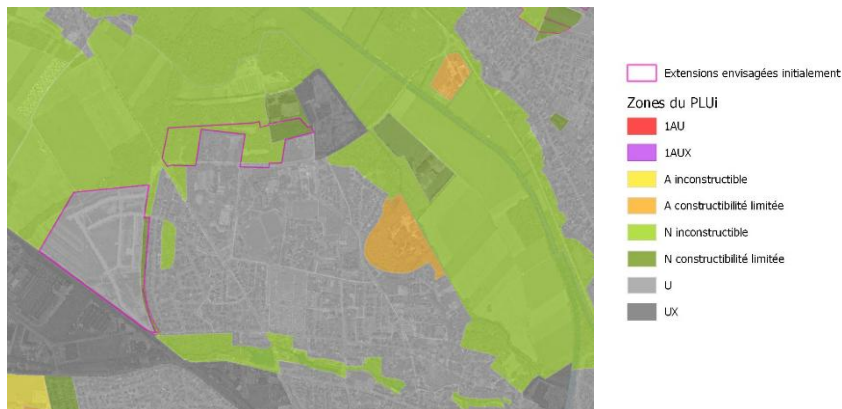 Extensions envisagées initialement
Zones du PLUi
1AU
1AUX
A inconstructible
A constructibilité limitée
N inconstructible
N constructibilité limitée
U
UX